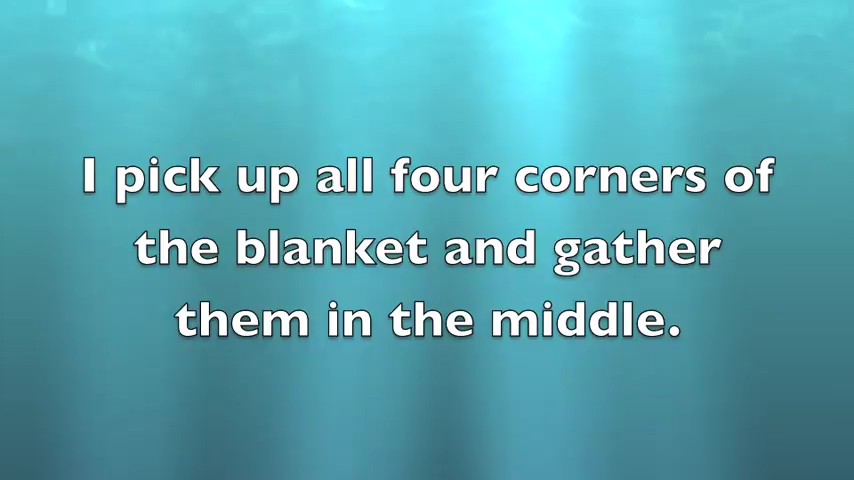 I pick up all four corners of
the blanket and gather
them in the middle.